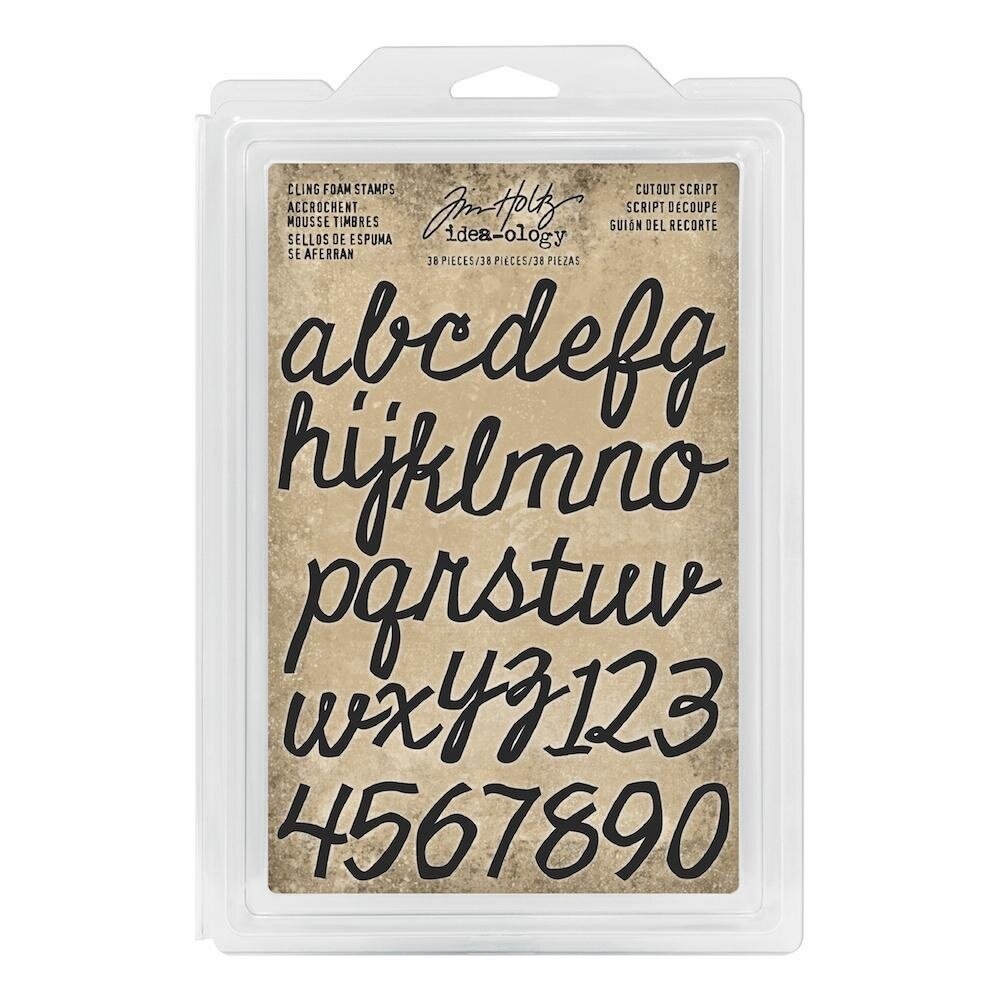 CLING FOAM STAMPS
ACCROCHENT
MOUSSE TIMBRES
SELLOS DE ESPUMA
SE AFERRAN
Tim Holtz
idea-ology
38 PIECES/38 PIÈCES/38 PIEZAS
CUTOUT SCRIPT
SCRIPT DÉCOUPÉ
GUIÓN DEL RECORTE
abcdefg
hijklmno
pqrstuv
wxyz123
4567890